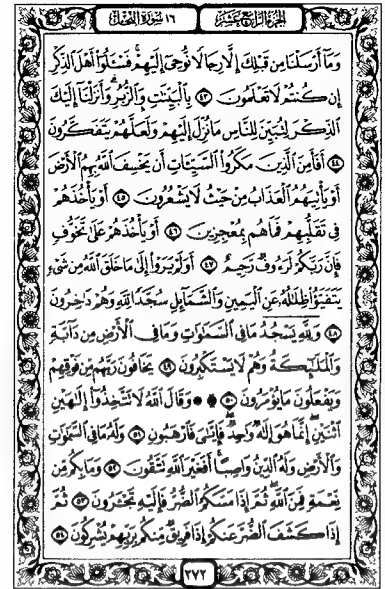 الجزء الرابع عشر ١٦ سورة النحل
وَمَآ أَرْسَلْنَا مِن قَبْلِكَ إِلَّا رِجَالًا نُّوحِىٓ إِلَيْهِمْ ۚ فَسْـَٔلُوٓا۟ أَهْلَ ٱلذِّكْرِ
إِن كُنتُمْ لَا تَعْلَمُونَ ٤٣ بِٱلْبَيِّنَـٰتِ وَٱلزُّبُرِ ۗ وَأَنزَلْنَآ إِلَيْكَ
ٱلذِّكْرَ لِتُبَيِّنَ لِلنَّاسِ مَا نُزِّلَ إِلَيْهِمْ وَلَعَلَّهُمْ يَتَفَكَّرُونَ
٤٤ أَفَأَمِنَ ٱلَّذِينَ مَكَرُوا۟ ٱلسَّيِّـَٔاتِ أَن يَخْسِفَ ٱللَّهُ بِهِمُ ٱلْأَرْضَ
أَوْ يَأْتِيَهُمُ ٱلْعَذَابُ مِنْ حَيْثُ لَا يَشْعُرُونَ ٤٥ أَوْ يَأْخُذَهُمْ
فِى تَقَلُّبِهِمْ فَمَا هُم بِمُعْجِزِينَ ٤٦ أَوْ يَأْخُذَهُمْ عَلَىٰ تَخَوُّفٍ
فَإِنَّ رَبَّكُمْ لَرَءُوفٌ رَّحِيمٌ ٤٧ أَوَلَمْ يَرَوْا۟ إِلَىٰ مَا خَلَقَ ٱللَّهُ مِن شَىْءٍ
يَتَفَيَّؤُا۟ ظِلَـٰلُهُۥ عَنِ ٱلْيَمِينِ وَٱلشَّمَآئِلِ سُجَّدًا لِّلَّهِ وَهُمْ دَٰخِرُونَ
٤٨ وَلِلَّهِ يَسْجُدُ مَا فِى ٱلسَّمَـٰوَٰتِ وَمَا فِى ٱلْأَرْضِ مِن دَآبَّةٍ
وَٱلْمَلَـٰٓئِكَةُ وَهُمْ لَا يَسْتَكْبِرُونَ ٤٩ يَخَافُونَ رَبَّهُم مِّن فَوْقِهِمْ
وَيَفْعَلُونَ مَا يُؤْمَرُونَ ۩ ٥٠ ۞ وَقَالَ ٱللَّهُ لَا تَتَّخِذُوٓا۟ إِلَـٰهَيْنِ
ٱثْنَيْنِ ۖ إِنَّمَا هُوَ إِلَـٰهٌ وَٰحِدٌ ۖ فَإِيَّـٰىَ فَٱرْهَبُونِ ٥١ وَلَهُۥ مَا فِى ٱلسَّمَـٰوَٰتِ
وَٱلْأَرْضِ وَلَهُ ٱلدِّينُ وَاصِبًا ۚ أَفَغَيْرَ ٱللَّهِ تَتَّقُونَ ٥٢ وَمَا بِكُم مِّن
نِّعْمَةٍ فَمِنَ ٱللَّهِ ۖ ثُمَّ إِذَا مَسَّكُمُ ٱلضُّرُّ فَإِلَيْهِ تَجْـَٔرُونَ ٥٣ ثُمَّ
إِذَا كَشَفَ ٱلضُّرَّ عَنكُمْ إِذَا فَرِيقٌ مِّنكُم بِرَبِّهِمْ يُشْرِكُونَ ٥٤
٢٧٢